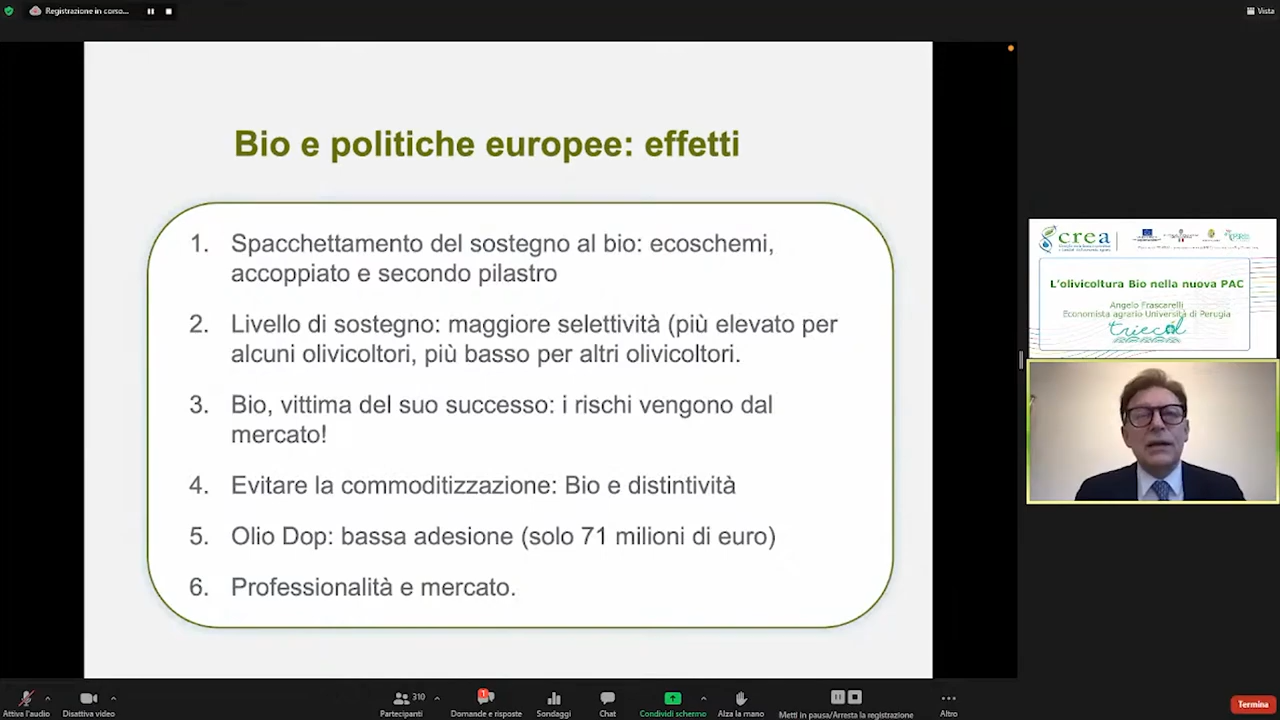 Registrazione in corso...
Vista
Bio e politiche europee: effetti
1. Spacchettamento del sostegno al bio: ecoschemi,
accoppiato e secondo pilastro
2. Livello di sostegno: maggiore selettività (più elevato per
alcuni olivicoltori, più basso per altri olivicoltori.
3. Bio, vittima del suo successo: i rischi vengono dal
mercato!
4. Evitare la commoditizzazione: Bio e distintività
5. Olio Dop: bassa adesione (solo 71 milioni di euro)
6. Professionalità e mercato.
crea
L'olivicoltura Bio nella nuova PAC
Angelo Frascarelli
Economista agrario Università di Perugia
Attiva l'audio
Disattiva video
310
Partecipanti
1
Domande e risposte
Sondaggi
Chat
Condividi schermo
Alza la mano
Metti in pausa/Arresta la registrazione
Altro
Termina